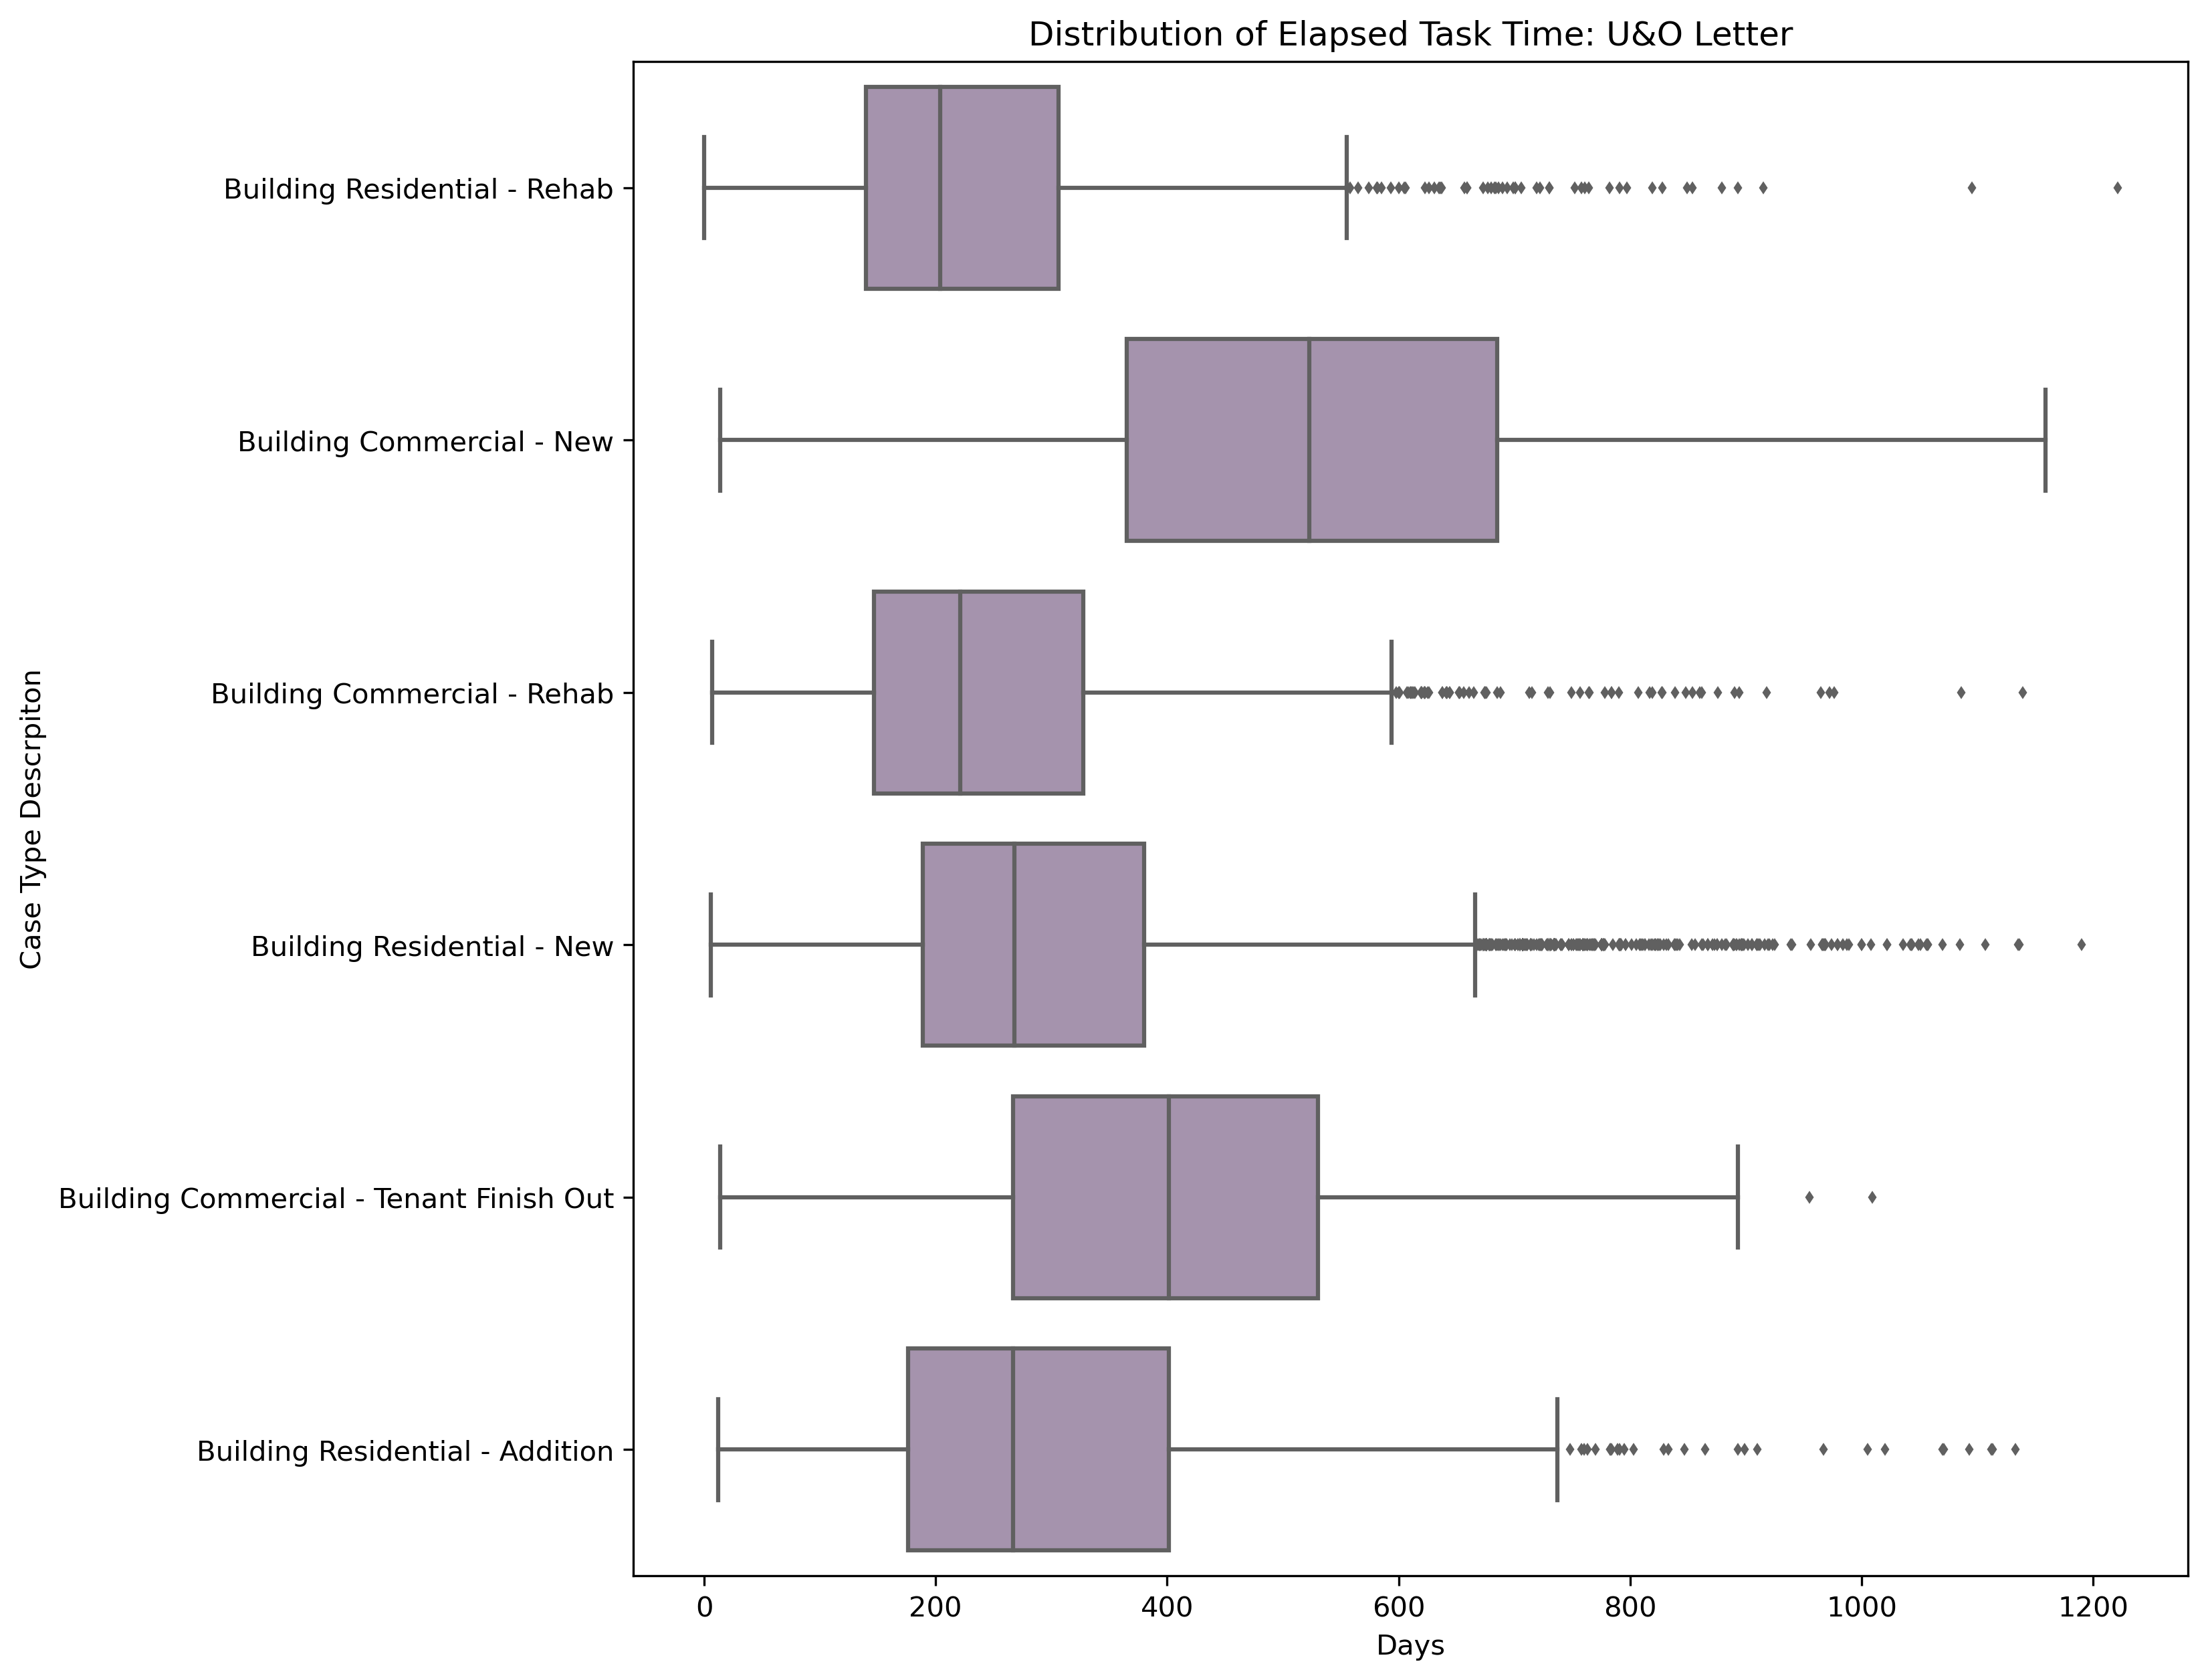 Distribution of Elapsed Task Time: U&O Letter
Case Type Descrpiton
Building Residential - Rehab
Building Commercial - New
Building Commercial - Rehab
Building Residential - New
Building Commercial - Tenant Finish Out
Building Residential - Addition
0 200 400 600 800 1000 1200
Days